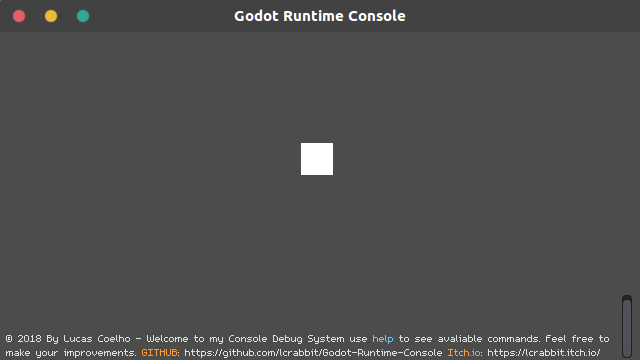 Godot Runtime Console
© 2018 By Lucas Coelho - Welcome to my Console Debug System use help to see avaliable commands. Feel free to
make your improvements. GITHUB: https://github.com/lcrabbit/Godot-Runtime-Console Itch.io: https://lcrabbit.itch.io/